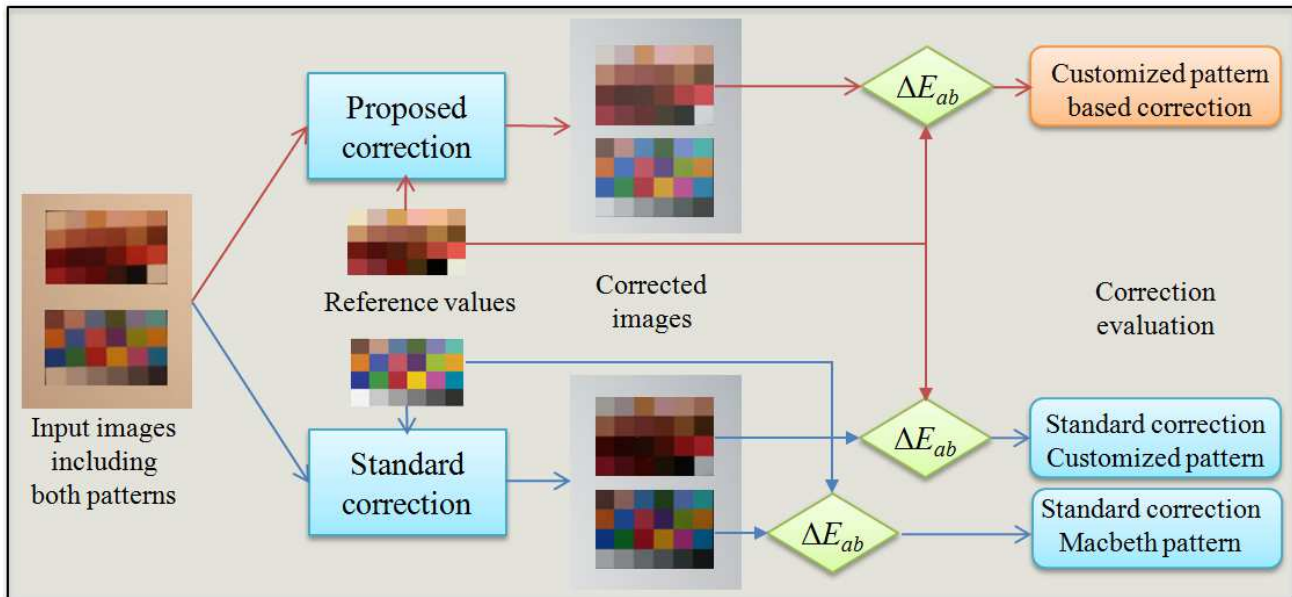 Proposed
correction
ΔE_ab
Customized pattern
based correction
Reference values
Corrected
images
Correction
evaluation
Input images
including
both patterns
Standard
correction
ΔE_ab
Standard correction
Customized pattern
ΔE_ab
Standard correction
Macbeth pattern